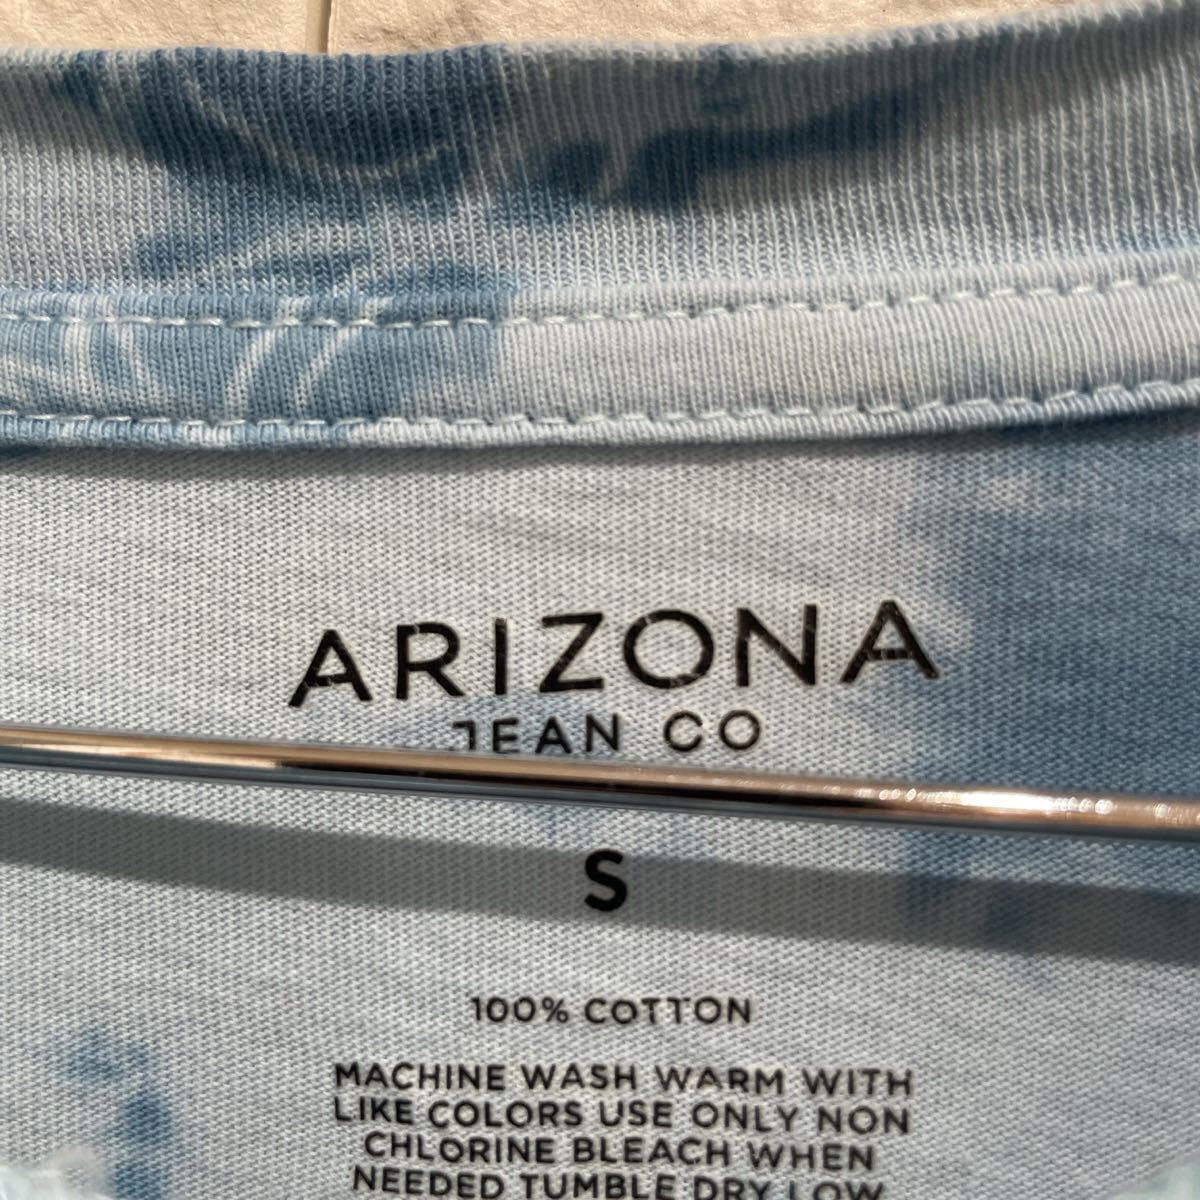 ARIZONA
JEAN CO
S
100% COTTON
MACHINE WASH WARM WITH
LIKE COLORS USE ONLY NON
CHLORINE BLEACH WHEN
NEEDED TUMBLE DRY LOW